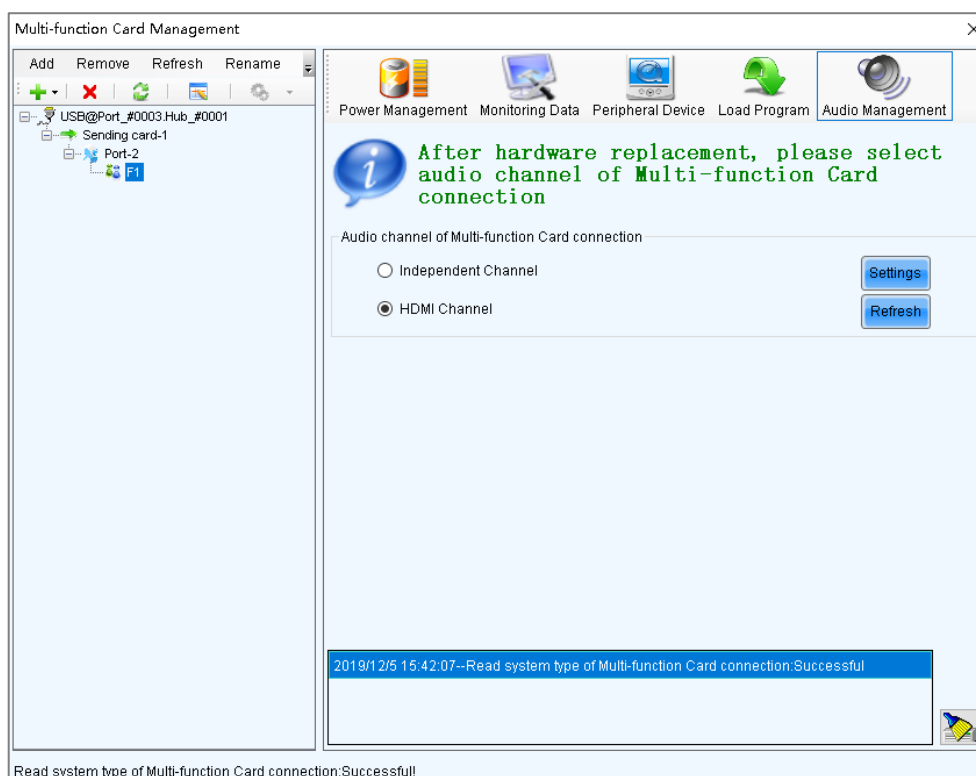 Multi-function Card Management
Add Remove Refresh Rename
USB@Port_#0003.Hub_#0001
Sending card-1
Port-2
F1
Power Management Monitoring Data Peripheral Device Load Program Audio Management
After hardware replacement, please select
audio channel of Multi-function Card
connection
Audio channel of Multi-function Card connection
Independent Channel
Settings
HDMI Channel
Refresh
2019/12/5 15:42:07--Read system type of Multi-function Card connection:Successful
Read system type of Multi-function Card connection:Successful!